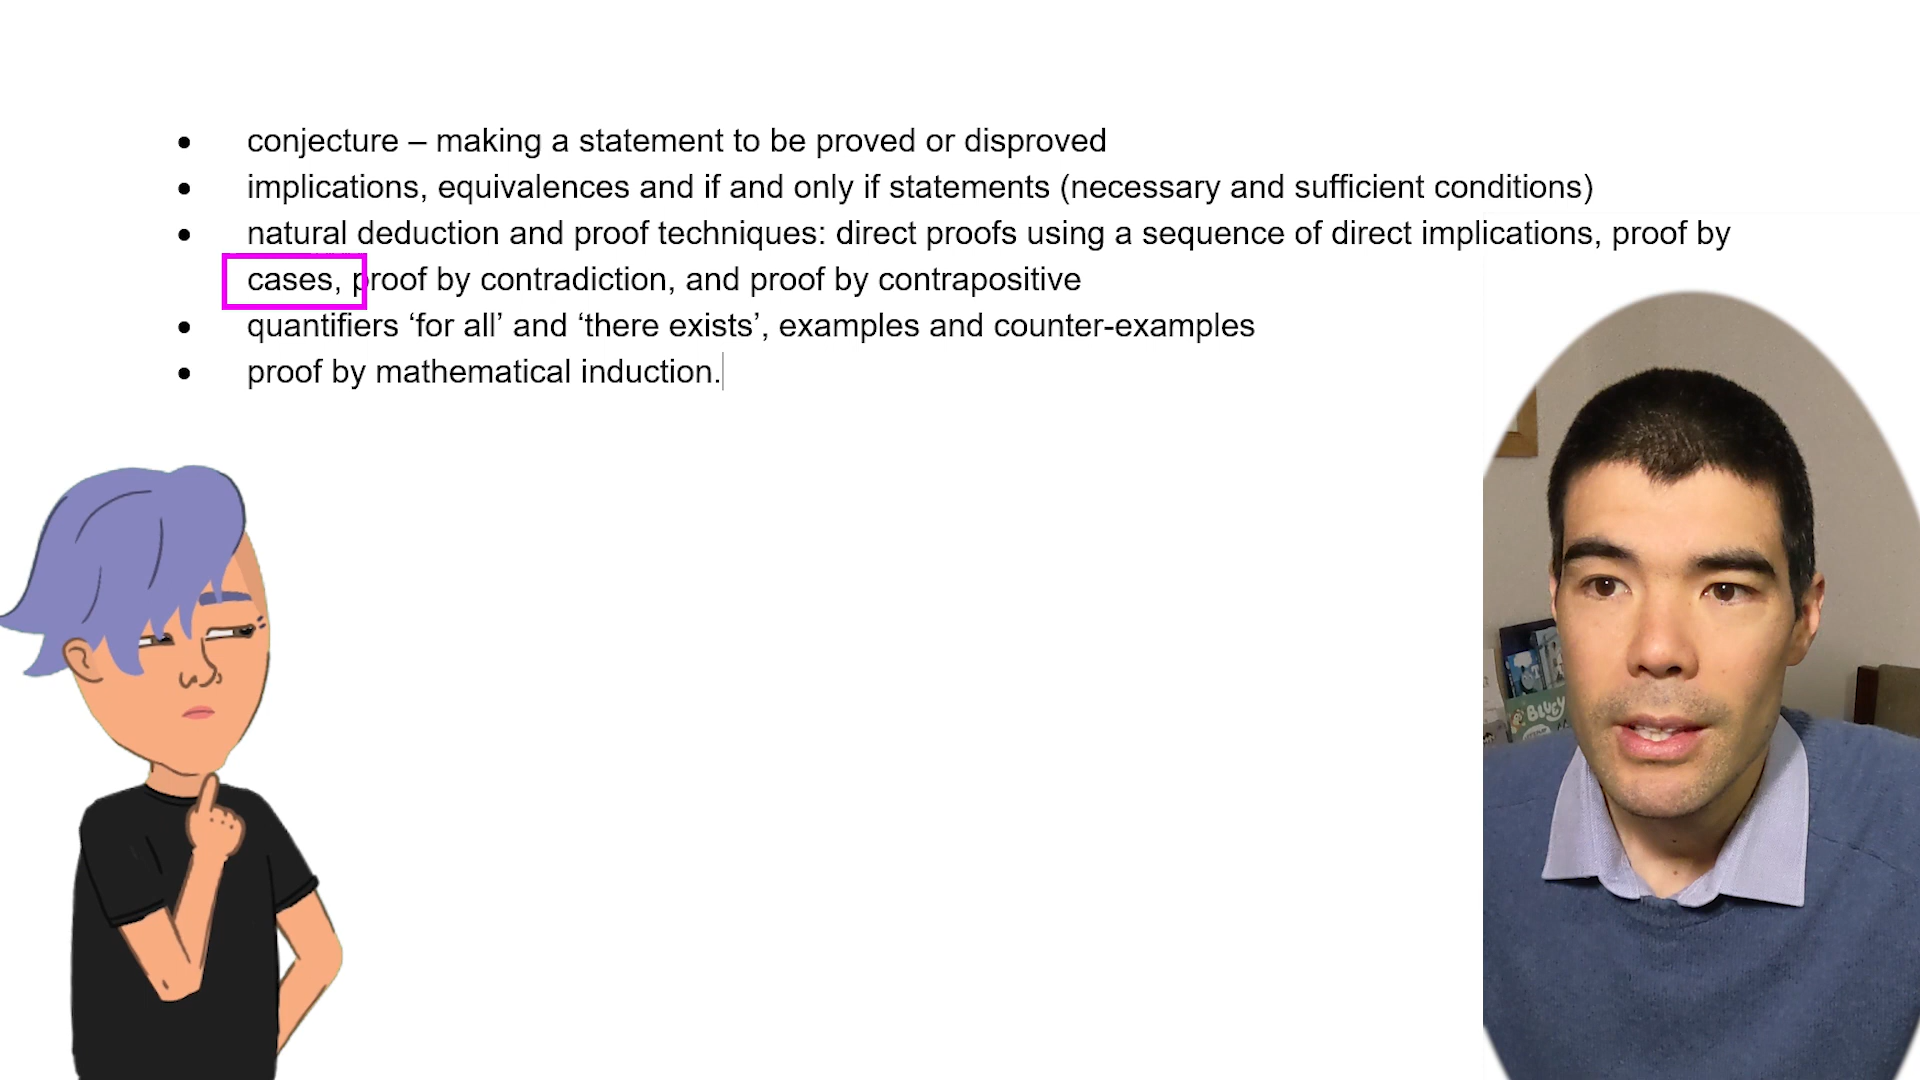 • conjecture – making a statement to be proved or disproved
• implications, equivalences and if and only if statements (necessary and sufficient conditions)
• natural deduction and proof techniques: direct proofs using a sequence of direct implications, proof by
cases, proof by contradiction, and proof by contrapositive
• quantifiers ‘for all’ and ‘there exists’, examples and counter-examples
• proof by mathematical induction.
BLUEY